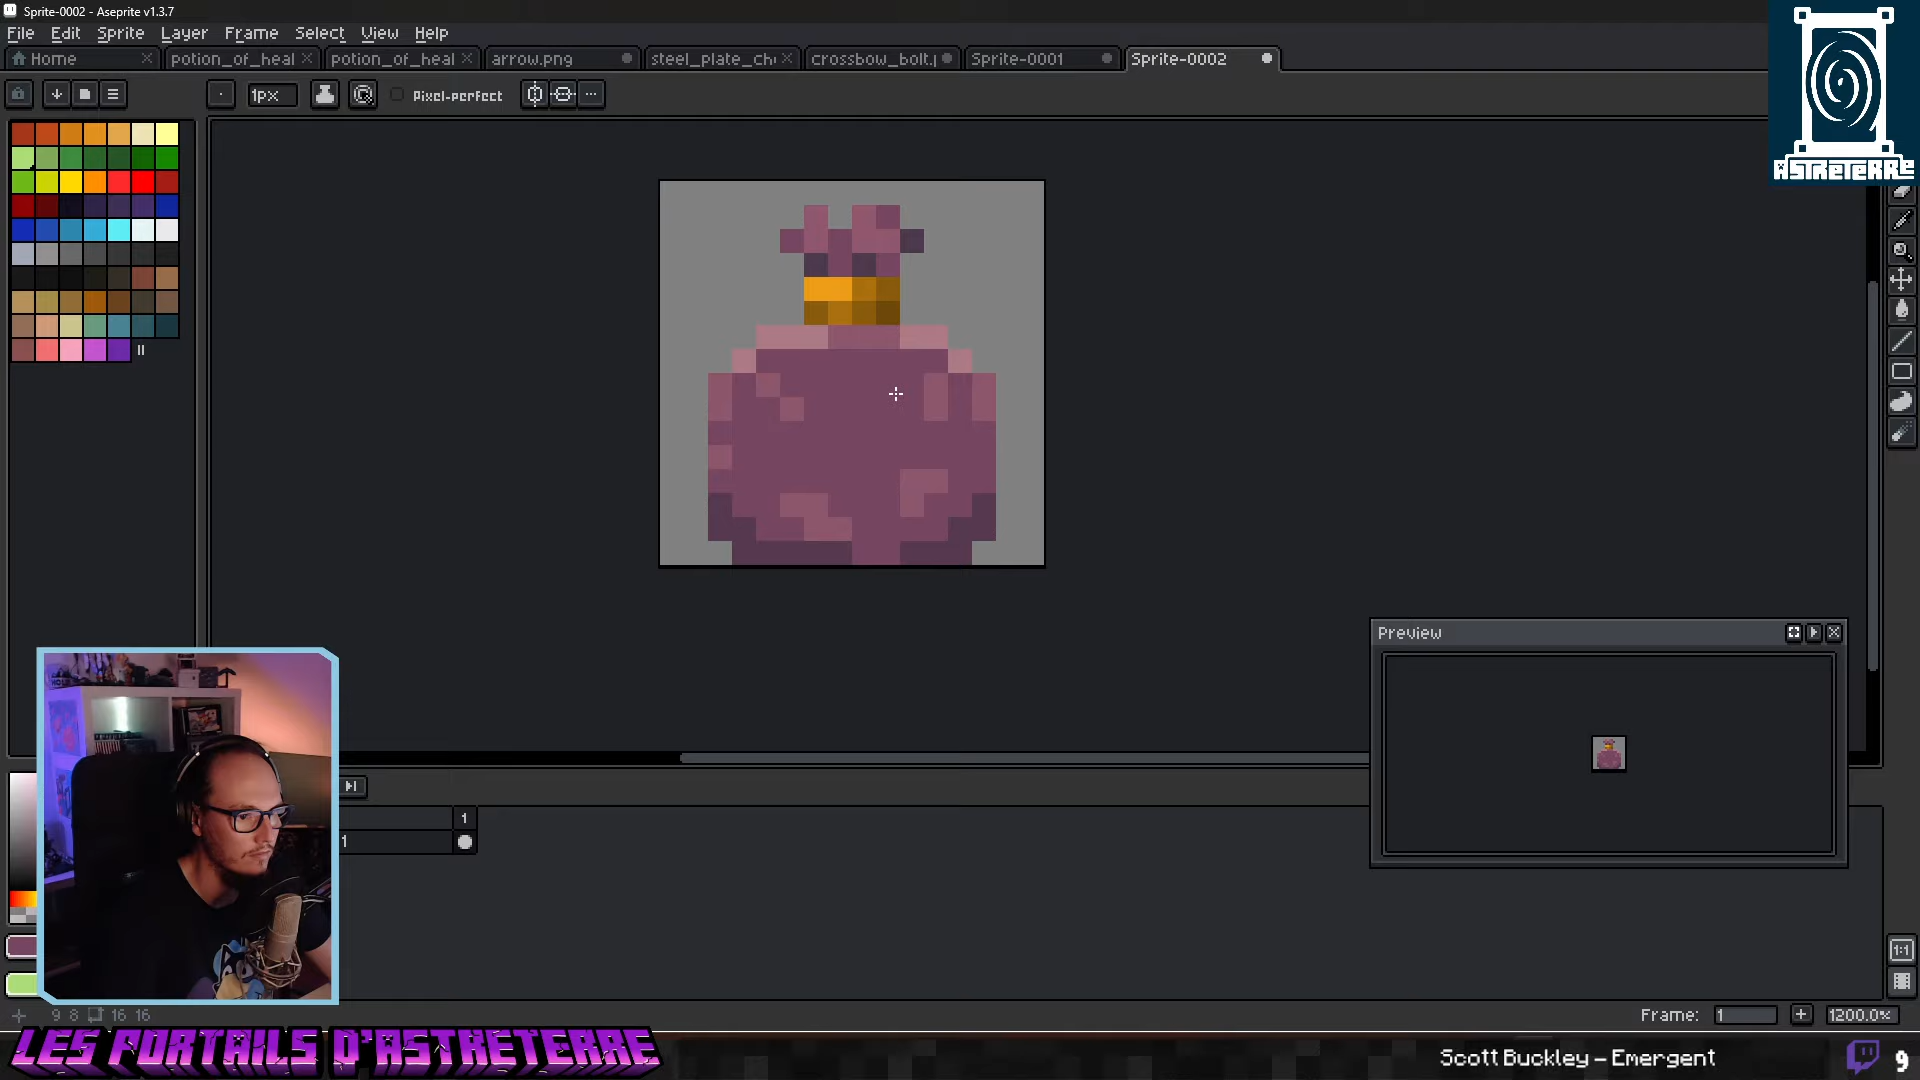 Sprite-0002 - Aseprite v1.3.7
File Edit Sprite Layer Frame Select View Help
Home potion_of_heal potion_of_heal arrow.png steel_plate_ch crossbow_bolt.p Sprite-0001 Sprite-0002
1px Pixel-perfect
ASTRETERRE
Preview
1
1
1:1
9 8 16 16
Frame: 1 1200.0%
LES PORTAILS D'ASTRETERRE
Scott Buckley – Emergent
9